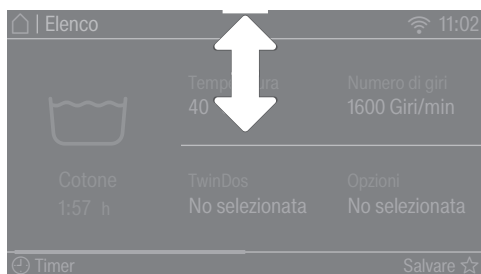 | Elenco 11:02
Temperatura Numero di giri
40 1600 Giri/min
Cotone TwinDos Opzioni
1:57 h No selezionata No selezionata
Timer Salvare